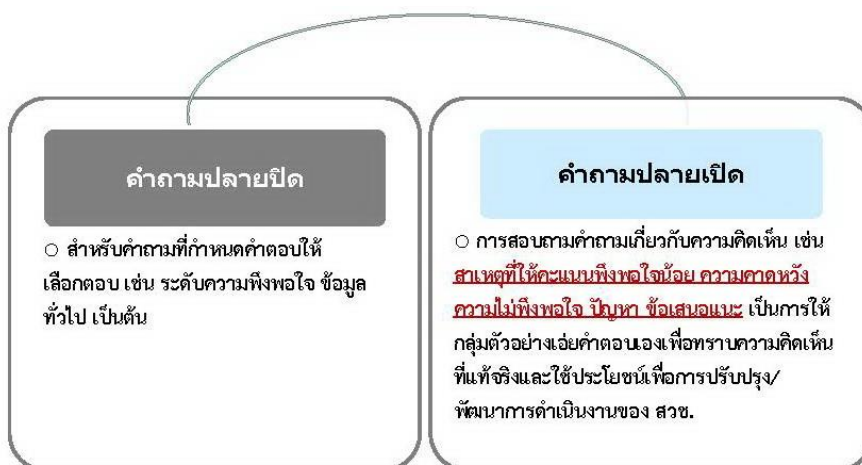 คำถามปลายปิด
○ สำหรับคำถามที่กำหนดคำตอบให้
เลือกตอบ เช่น ระดับความพึงพอใจ ข้อมูล
ทั่วไป เป็นต้น
คำถามปลายเปิด
○ การสอบถามคำถามเกี่ยวกับความคิดเห็น เช่น
สาเหตุที่ให้คะแนนพึงพอใจน้อย ความคาดหวัง
ความไม่พึงพอใจ ปัญหา ข้อเสนอแนะ เป็นการให้
กลุ่มตัวอย่างเอ่ยคำตอบเองเพื่อทราบความคิดเห็น
ที่แท้จริงและใช้ประโยชน์เพื่อการปรับปรุง/
พัฒนาการดำเนินงานของ สวช.